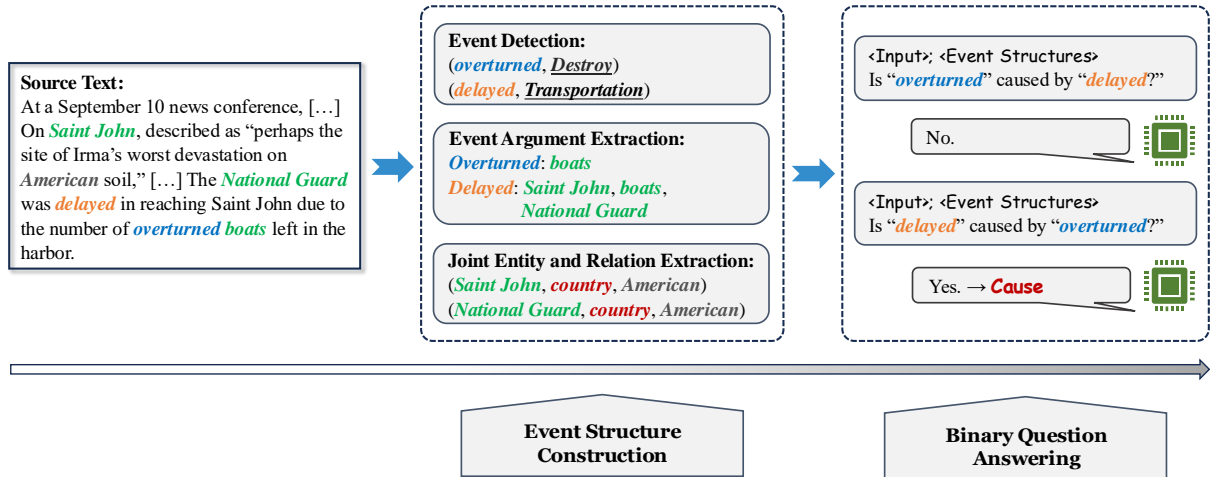 Source Text:
At a September 10 news conference, […]
On Saint John, described as “perhaps the
site of Irma’s worst devastation on
American soil,” […] The National Guard
was delayed in reaching Saint John due to
the number of overturned boats left in the
harbor.
Event Detection:
(overturned, Destroy)
(delayed, Transportation)
Event Argument Extraction:
Overturned: boats
Delayed: Saint John, boats,
National Guard
Joint Entity and Relation Extraction:
(Saint John, country, American)
(National Guard, country, American)
<Input>; <Event Structures>
Is “overturned” caused by “delayed?”
No.
<Input>; <Event Structures>
Is “delayed” caused by “overturned?”
Yes. → Cause
Event Structure
Construction
Binary Question
Answering